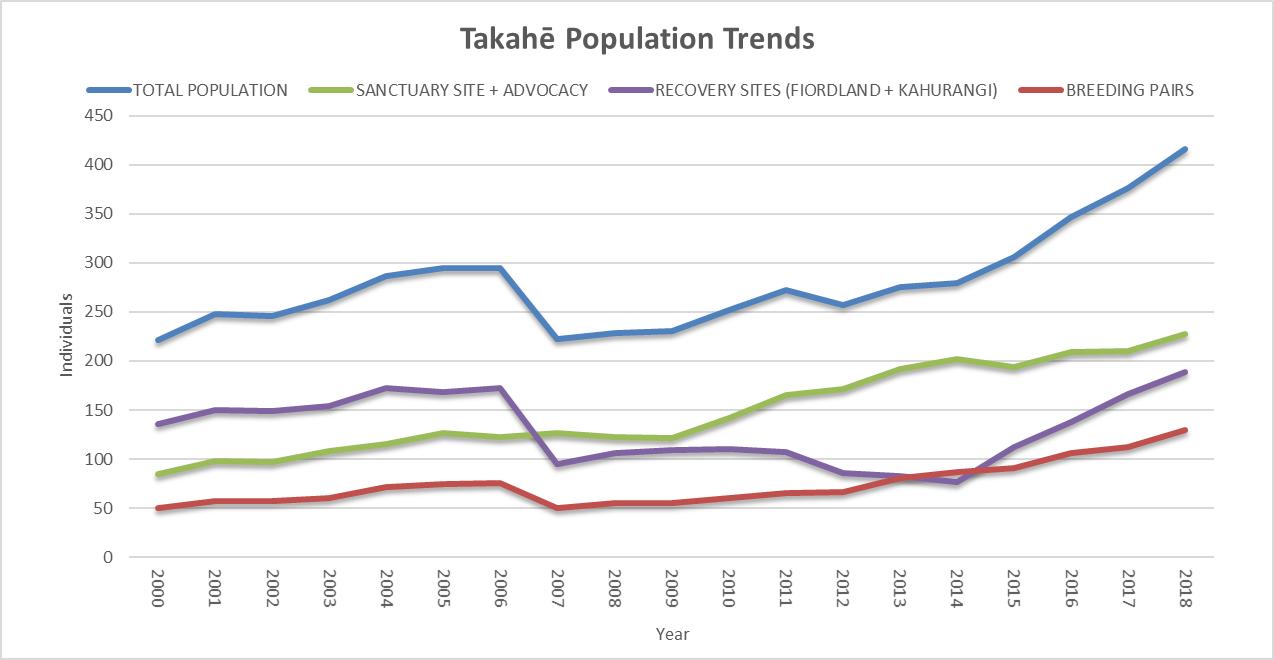 Takahē Population Trends
TOTAL POPULATION SANCTUARY SITE + ADVOCACY RECOVERY SITES (FIORDLAND + KAHURANGI) BREEDING PAIRS
450
400
350
300
250
200
150
100
50
0
Individuals
2000 2001 2002 2003 2004 2005 2006 2007 2008 2009 2010 2011 2012 2013 2014 2015 2016 2017 2018
Year